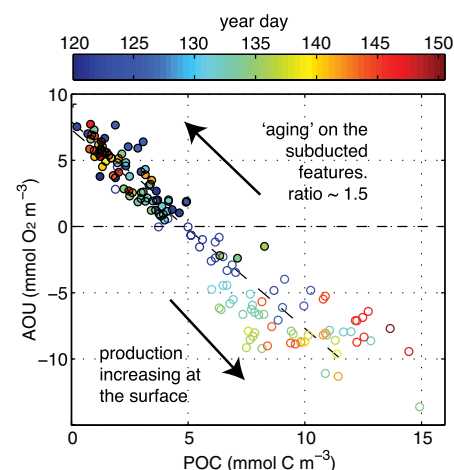 year day
120 125 130 135 140 145 150
10
5
0
−5
−10
AOU (mmol O2 m−3)
'aging' on the
subducted
features.
ratio ~ 1.5
production
increasing at
the surface
0 5 10 15
POC (mmol C m−3)